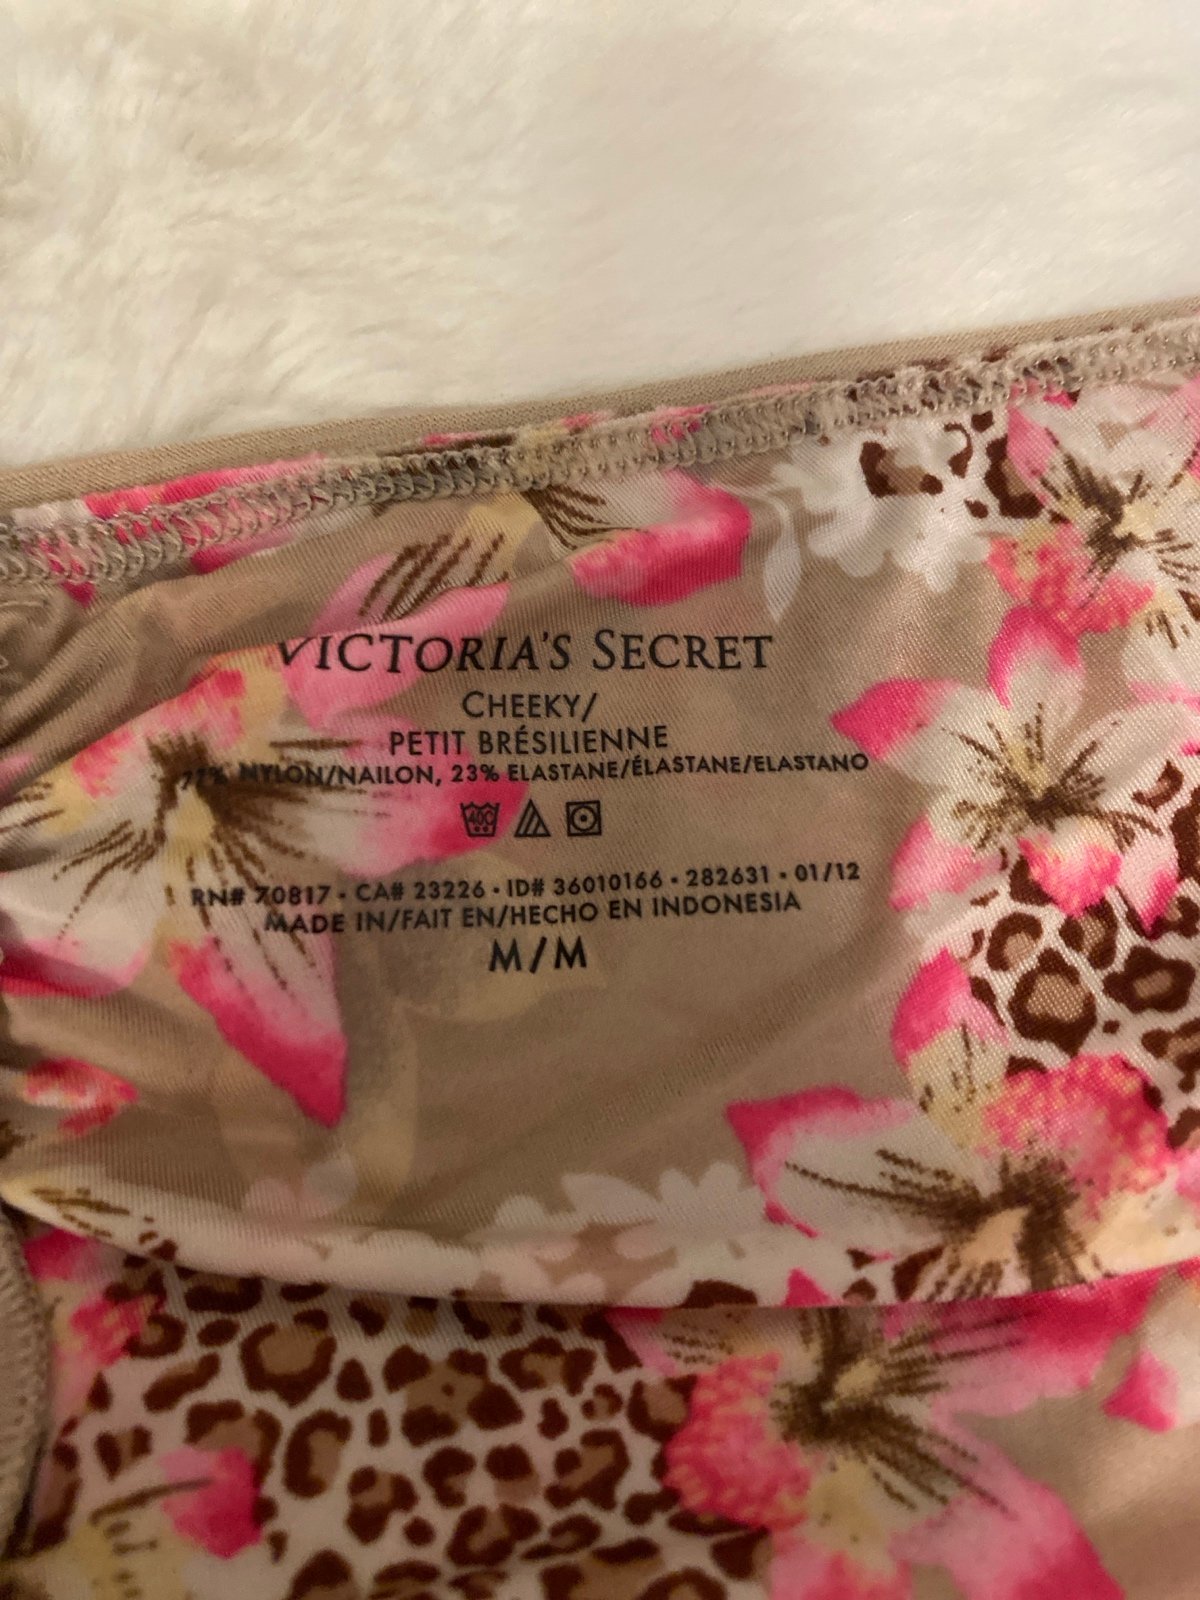 VICTORIA'S SECRET
CHEEKY/
PETIT BRÉSILIENNE
77% NYLON/NAILON, 23% ELASTANE/ÉLASTANE/ELASTANO
40C
RN# 70817 • CA# 23226 • ID# 36010166 • 282631 • 01/12
MADE IN/FAIT EN/HECHO EN INDONESIA
M/M